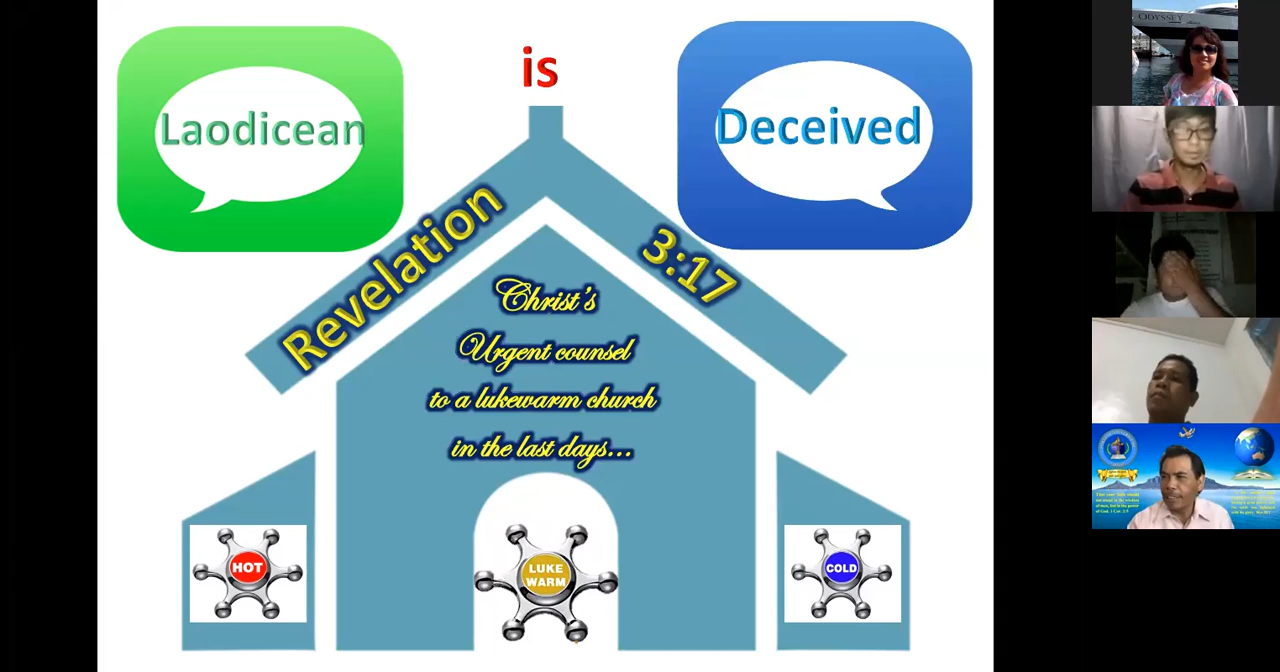 is
Laodicean
Deceived
Revelation
3:17
Christ's
Urgent counsel
to a lukewarm church
in the last days...
HOT
LUKE
WARM
COLD
ODYSSEY